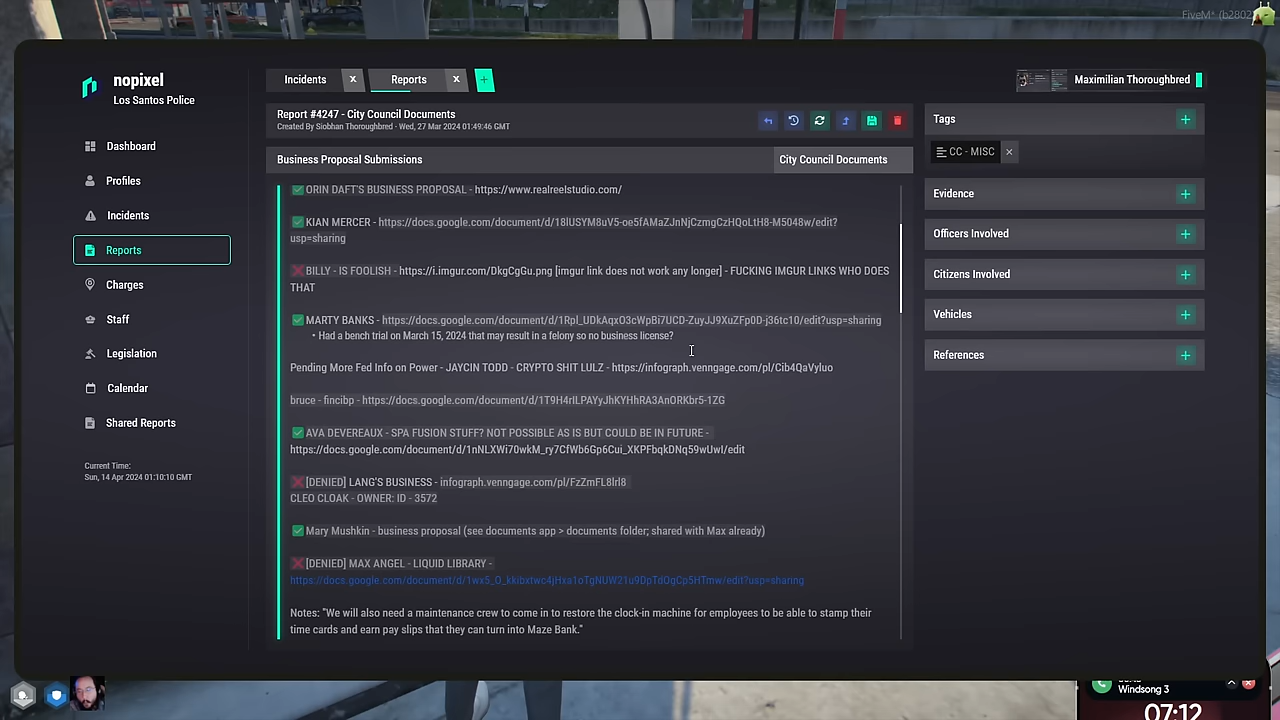 FiveM* (b2802
nopixel
Los Santos Police
Incidents
x
Reports
x
+
Maximilian Thoroughbred
Report #4247 - City Council Documents
Created By Siobhan Thoroughbred - Wed, 27 Mar 2024 01:49:46 GMT
Business Proposal Submissions
City Council Documents
Dashboard
Profiles
Incidents
Reports
Charges
Staff
Legislation
Calendar
Shared Reports
Current Time:
Sun, 14 Apr 2024 01:10:10 GMT
✅ORIN DAFT'S BUSINESS PROPOSAL - https://www.realreelstudio.com/
✅KIAN MERCER - https://docs.google.com/document/d/18lUSYM8uV5-oe5fAMaZJnNjCzmgCzHQoLtH8-M5048w/edit?
usp=sharing
❌BILLY - IS FOOLISH - https://i.imgur.com/DkgCgGu.png [imgur link does not work any longer] - FUCKING IMGUR LINKS WHO DOES
THAT
✅MARTY BANKS - https://docs.google.com/document/d/1Rpl_UDkAqxO3cWpBi7UCD-ZuyJJ9XuZFp0D-j36tc10/edit?usp=sharing
• Had a bench trial on March 15, 2024 that may result in a felony so no business license?
Pending More Fed Info on Power - JAYCIN TODD - CRYPTO SHIT LULZ - https://infograph.venngage.com/pl/Cib4QaVyluo
bruce - fincibp - https://docs.google.com/document/d/1T9H4rILPAYyJhKYHhRA3AnORKbr5-1ZG
✅AVA DEVEREAUX - SPA FUSION STUFF? NOT POSSIBLE AS IS BUT COULD BE IN FUTURE -
https://docs.google.com/document/d/1nNLXWi70wkM_ry7CfWb6Gp6Cui_XKPFbqkDNq59wUwI/edit
❌[DENIED] LANG'S BUSINESS - infograph.venngage.com/pl/FzZmFL8lrl8
CLEO CLOAK - OWNER: ID - 3572
✅Mary Mushkin - business proposal (see documents app > documents folder; shared with Max already)
❌[DENIED] MAX ANGEL - LIQUID LIBRARY -
https://docs.google.com/document/d/1wx5_O_kkibxtwc4jHxa1oTgNUW21u9DpTdOgCp5HTmw/edit?usp=sharing
Notes: "We will also need a maintenance crew to come in to restore the clock-in machine for employees to be able to stamp their
time cards and earn pay slips that they can turn into Maze Bank."
Tags
+
CC - MISC
x
Evidence
+
Officers Involved
+
Citizens Involved
+
Vehicles
+
References
+
Windsong 3
07:12